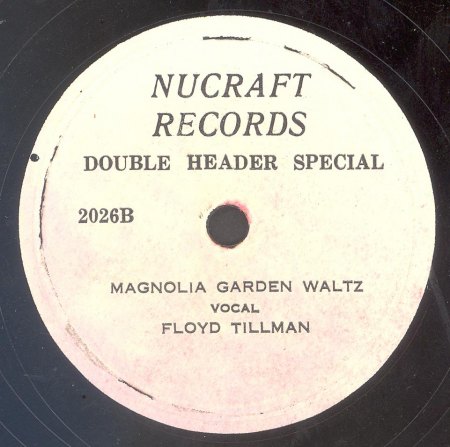 NUCRAFT
RECORDS
DOUBLE HEADER SPECIAL
2026B
MAGNOLIA GARDEN WALTZ
VOCAL
FLOYD TILLMAN